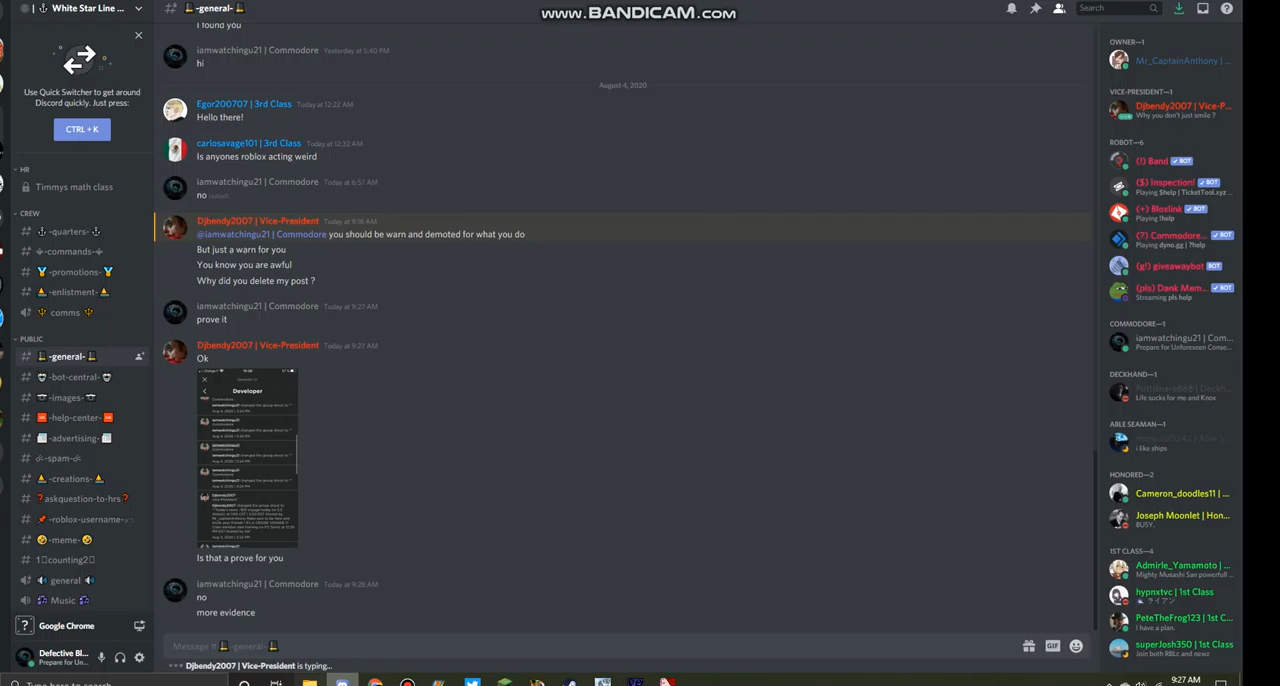 www.BANDICAM.com
White Star Line ...
-general-
Search
Use Quick Switcher to get around
Discord quickly. Just press:
CTRL + K
HR
Timmys math class
CREW
-quarters-
-commands-
-promotions-
-enlistment-
comms
PUBLIC
-general-
-bot-central-
-images-
-help-center-
-advertising-
-spam-
-creations-
askquestion-to-hrs
-roblox-username-
-meme-
counting
general
Music
Google Chrome
Defective Bl...
Prepare for Un...
I found you
iamwatchingu21 | Commodore Yesterday at 5:40 PM
hi
August 4, 2020
Egor200707 | 3rd Class Today at 12:22 AM
Hello there!
carlosavage101 | 3rd Class Today at 12:32 AM
Is anyones roblox acting weird
iamwatchingu21 | Commodore Today at 6:57 AM
no (edited)
Djbendy2007 | Vice-President Today at 9:18 AM
@iamwatchingu21 | Commodore you should be warn and demoted for what you do
But just a warn for you
You know you are awful
Why did you delete my post ?
iamwatchingu21 | Commodore Today at 9:27 AM
prove it
Djbendy2007 | Vice-President Today at 9:27 AM
Ok
Developer
Is that a prove for you
iamwatchingu21 | Commodore Today at 9:28 AM
no
more evidence
Message # -general-
GIF
Djbendy2007 | Vice-President is typing...
OWNER—1
Mr_CaptainAnthony | ...
VICE-PRESIDENT—1
Djbendy2007 | Vice-P...
Why you don't just smile ?
ROBOT—6
(!) Band BOT
($) Inspection! BOT
Playing $help | TicketTool.xyz ...
(+) Bloxlink BOT
Playing !help
(?) Commodore... BOT
Playing dyno.gg | ?help
(g!) giveawaybot BOT
(pls) Dank Mem... BOT
Streaming pls help
COMMODORE—1
iamwatchingu21 | Com...
Prepare for Unforeseen Consec...
DECKHAND—1
Life sucks for me and Knox
ABLE SEAMAN—1
i like ships
HONORED—2
Cameron_doodles11 | ...
Joseph Moonlet | Hon...
BUSY.
1ST CLASS—4
Admirle_Yamamoto | ...
Mighty Musashi San powerfull ...
hypnxtvc | 1st Class
ライアン
PeteTheFrog123 | 1st C...
I have a plan.
superJosh350 | 1st Class
Join both RBLc and newz
Type here to search
9:27 AM